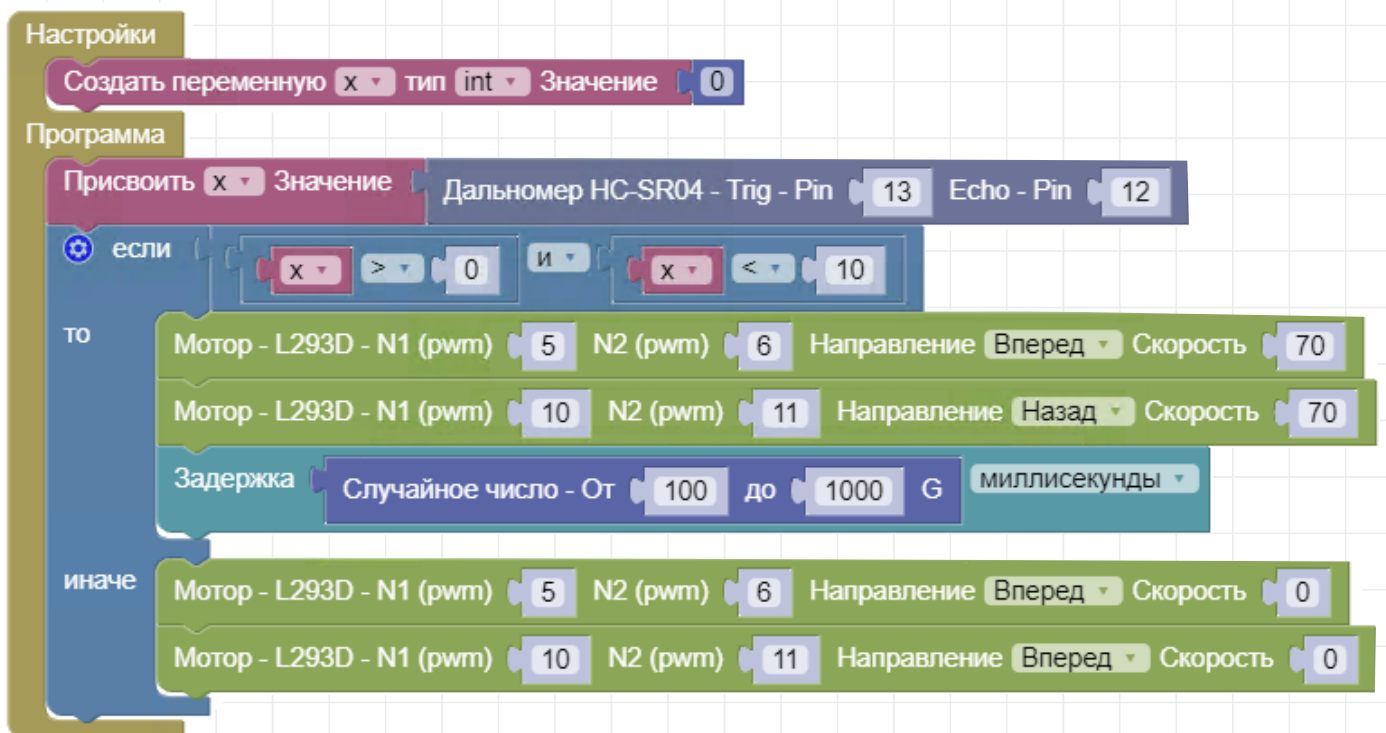 Настройки
Создать переменную x тип int Значение 0
Программа
Присвоить x Значение Дальномер HC-SR04 - Trig - Pin 13 Echo - Pin 12
если x > 0 и x < 10
то Мотор - L293D - N1 (pwm) 5 N2 (pwm) 6 Направление Вперед Скорость 70
Мотор - L293D - N1 (pwm) 10 N2 (pwm) 11 Направление Назад Скорость 70
Задержка Случайное число - От 100 до 1000 G миллисекунды
иначе Мотор - L293D - N1 (pwm) 5 N2 (pwm) 6 Направление Вперед Скорость 0
Мотор - L293D - N1 (pwm) 10 N2 (pwm) 11 Направление Вперед Скорость 0